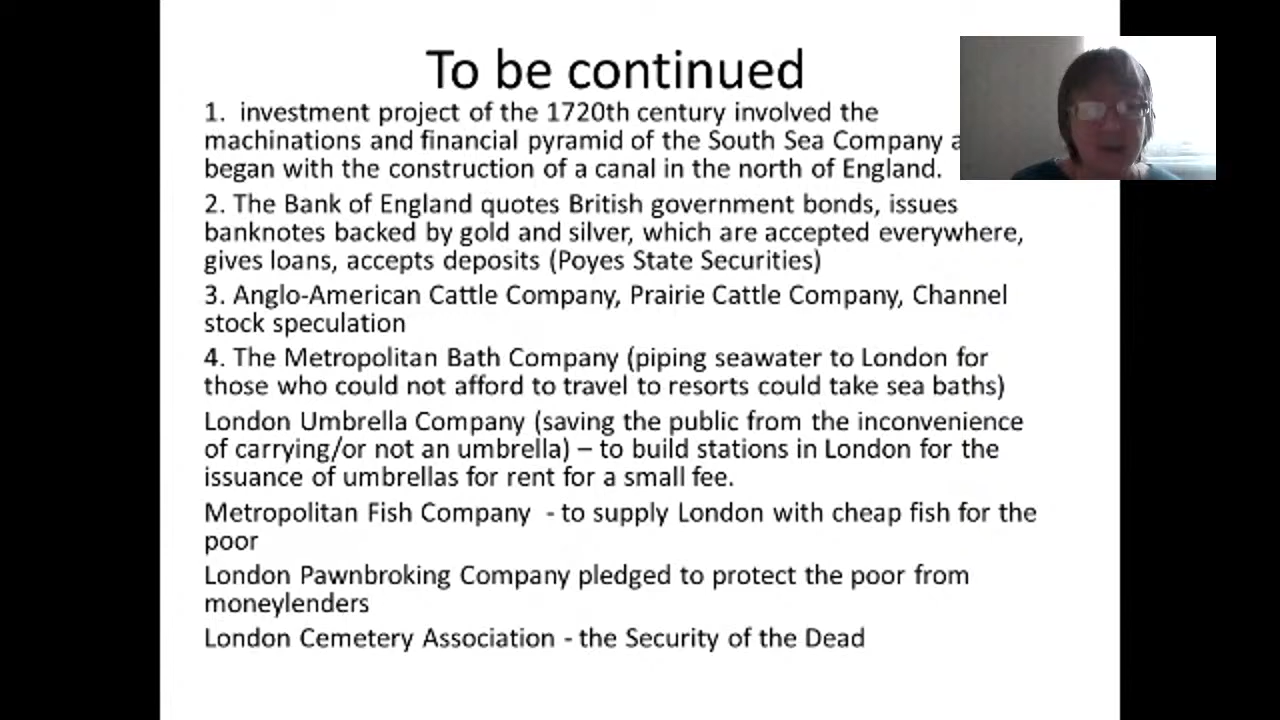 To be continued
1. investment project of the 1720th century involved the
machinations and financial pyramid of the South Sea Company
began with the construction of a canal in the north of England.
2. The Bank of England quotes British government bonds, issues
banknotes backed by gold and silver, which are accepted everywhere,
gives loans, accepts deposits (Poyes State Securities)
3. Anglo-American Cattle Company, Prairie Cattle Company, Channel
stock speculation
4. The Metropolitan Bath Company (piping seawater to London for
those who could not afford to travel to resorts could take sea baths)
London Umbrella Company (saving the public from the inconvenience
of carrying/or not an umbrella) – to build stations in London for the
issuance of umbrellas for rent for a small fee.
Metropolitan Fish Company - to supply London with cheap fish for the
poor
London Pawnbroking Company pledged to protect the poor from
moneylenders
London Cemetery Association - the Security of the Dead